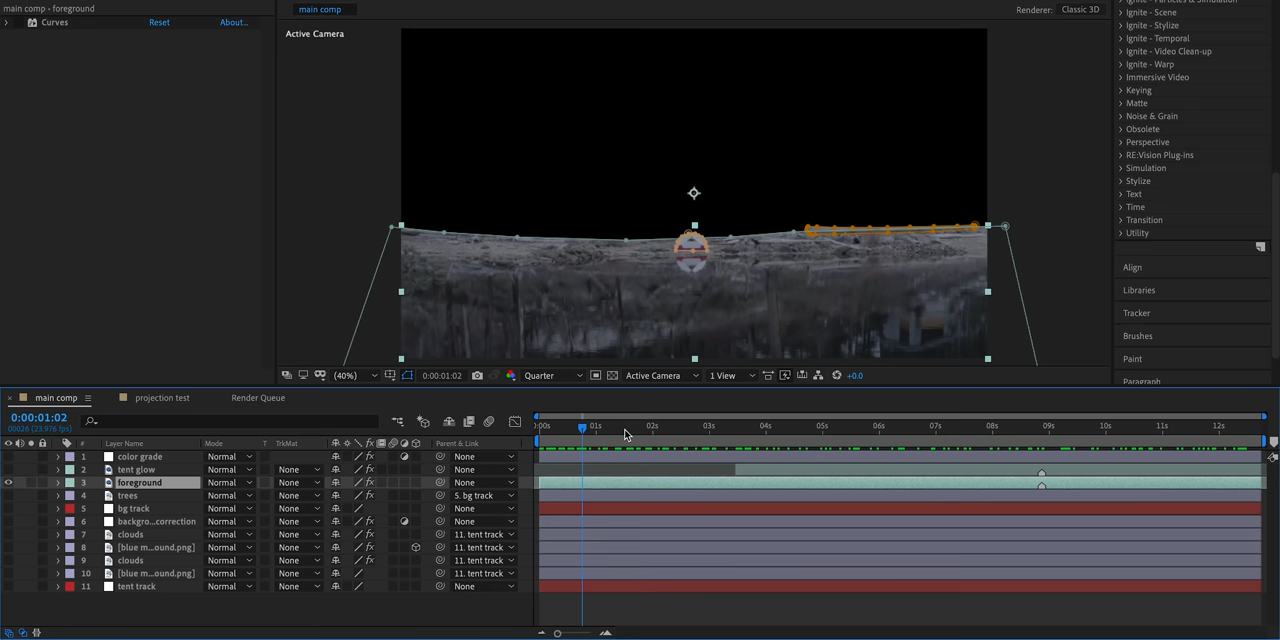 main comp - foreground
Curves Reset About...
main comp
Renderer: Classic 3D
Active Camera
Ignite - Scene
Ignite - Stylize
Ignite - Temporal
Ignite - Video Clean-up
Ignite - Warp
Immersive Video
Keying
Matte
Noise & Grain
Obsolete
Perspective
RE:Vision Plug-ins
Simulation
Stylize
Text
Time
Transition
Utility
Align
Libraries
Tracker
Brushes
Paint
Paragraph
(40%) 0:00:01:02 Quarter Active Camera 1 View +0.0
main comp projection test Render Queue
0:00:01:02
00026 (23.976 fps)
:00s 01s 02s 03s 04s 05s 06s 07s 08s 09s 10s 11s 12s
# Layer Name Mode T TrkMat fx Parent & Link
1 color grade Normal None
2 tent glow Normal None None
3 foreground Normal None None
4 trees Normal None fx 5. bg track
5 bg track Normal None None
6 backgro...correction Normal None fx None
7 clouds Normal None fx 11. tent track
8 [blue m...ound.png] Normal None 11. tent track
9 clouds Normal None fx 11. tent track
10 [blue m...ound.png] Normal None 11. tent track
11 tent track Normal None None